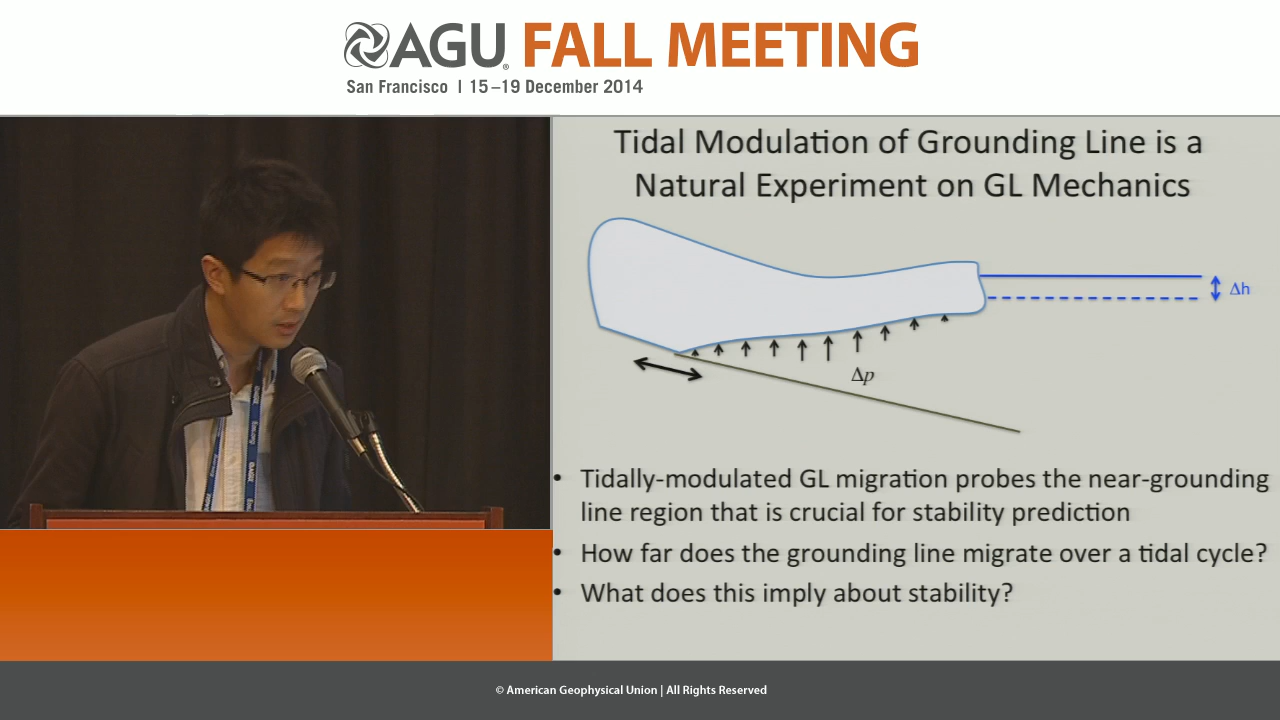 AGU FALL MEETING
San Francisco | 15–19 December 2014
Tidal Modulation of Grounding Line is a
Natural Experiment on GL Mechanics
Δh
Δp
• Tidally-modulated GL migration probes the near-grounding
line region that is crucial for stability prediction
• How far does the grounding line migrate over a tidal cycle?
• What does this imply about stability?
© American Geophysical Union | All Rights Reserved